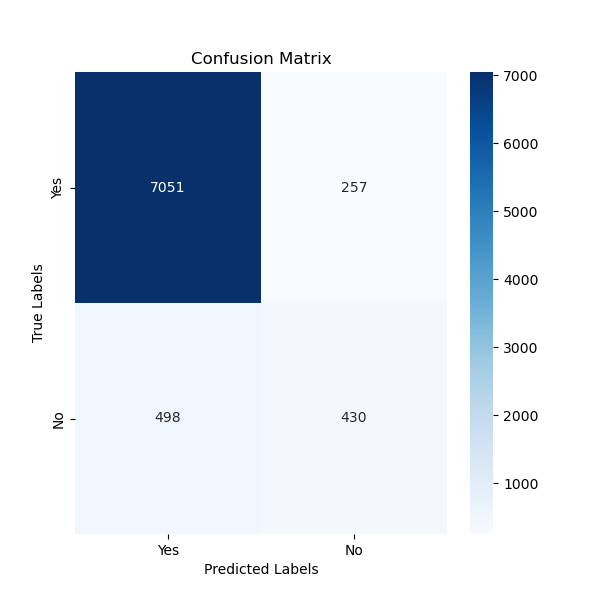 Confusion Matrix
True Labels
Yes
No
7051
257
498
430
Yes
No
Predicted Labels
7000
6000
5000
4000
3000
2000
1000